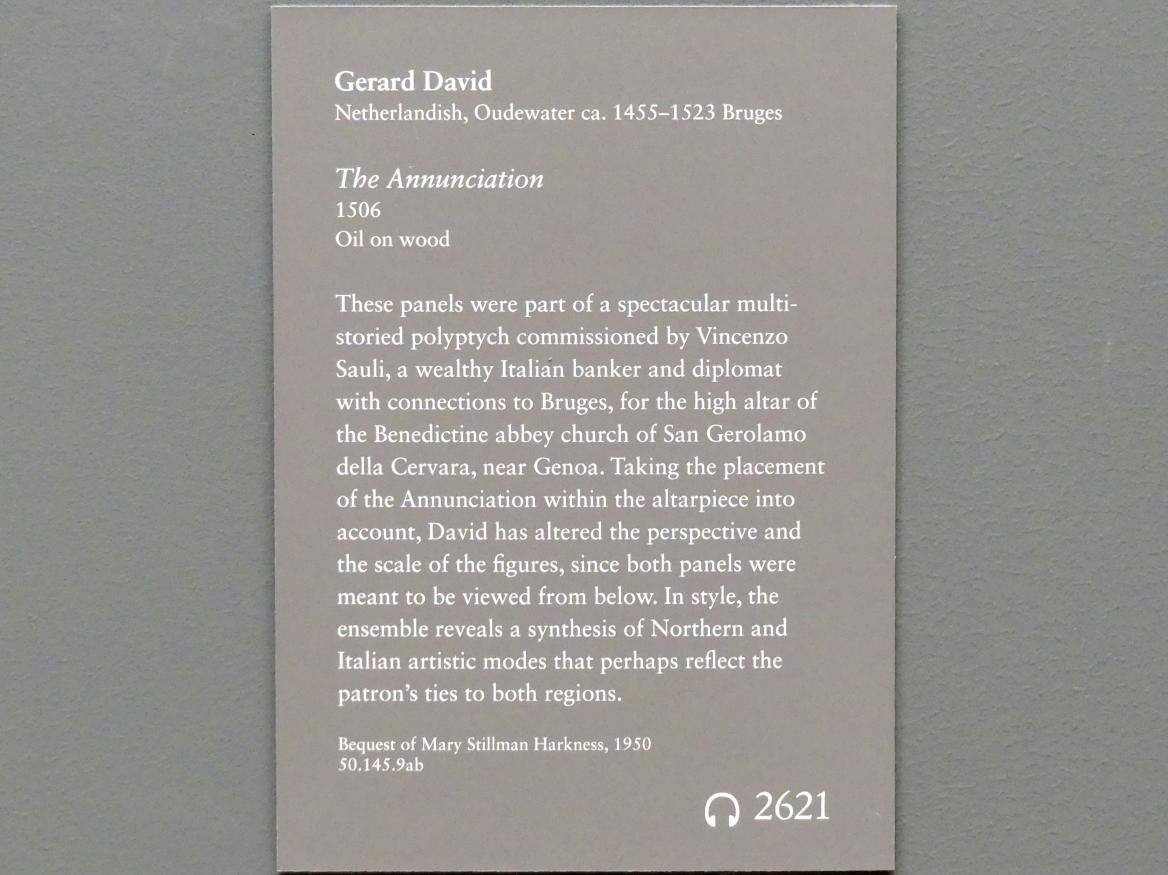 Gerard David
Netherlandish, Oudewater ca. 1455–1523 Bruges
The Annunciation
1506
Oil on wood
These panels were part of a spectacular multi-
storied polyptych commissioned by Vincenzo
Sauli, a wealthy Italian banker and diplomat
with connections to Bruges, for the high altar of
the Benedictine abbey church of San Gerolamo
della Cervara, near Genoa. Taking the placement
of the Annunciation within the altarpiece into
account, David has altered the perspective and
the scale of the figures, since both panels were
meant to be viewed from below. In style, the
ensemble reveals a synthesis of Northern and
Italian artistic modes that perhaps reflect the
patron’s ties to both regions.
Bequest of Mary Stillman Harkness, 1950
50.145.9ab
2621